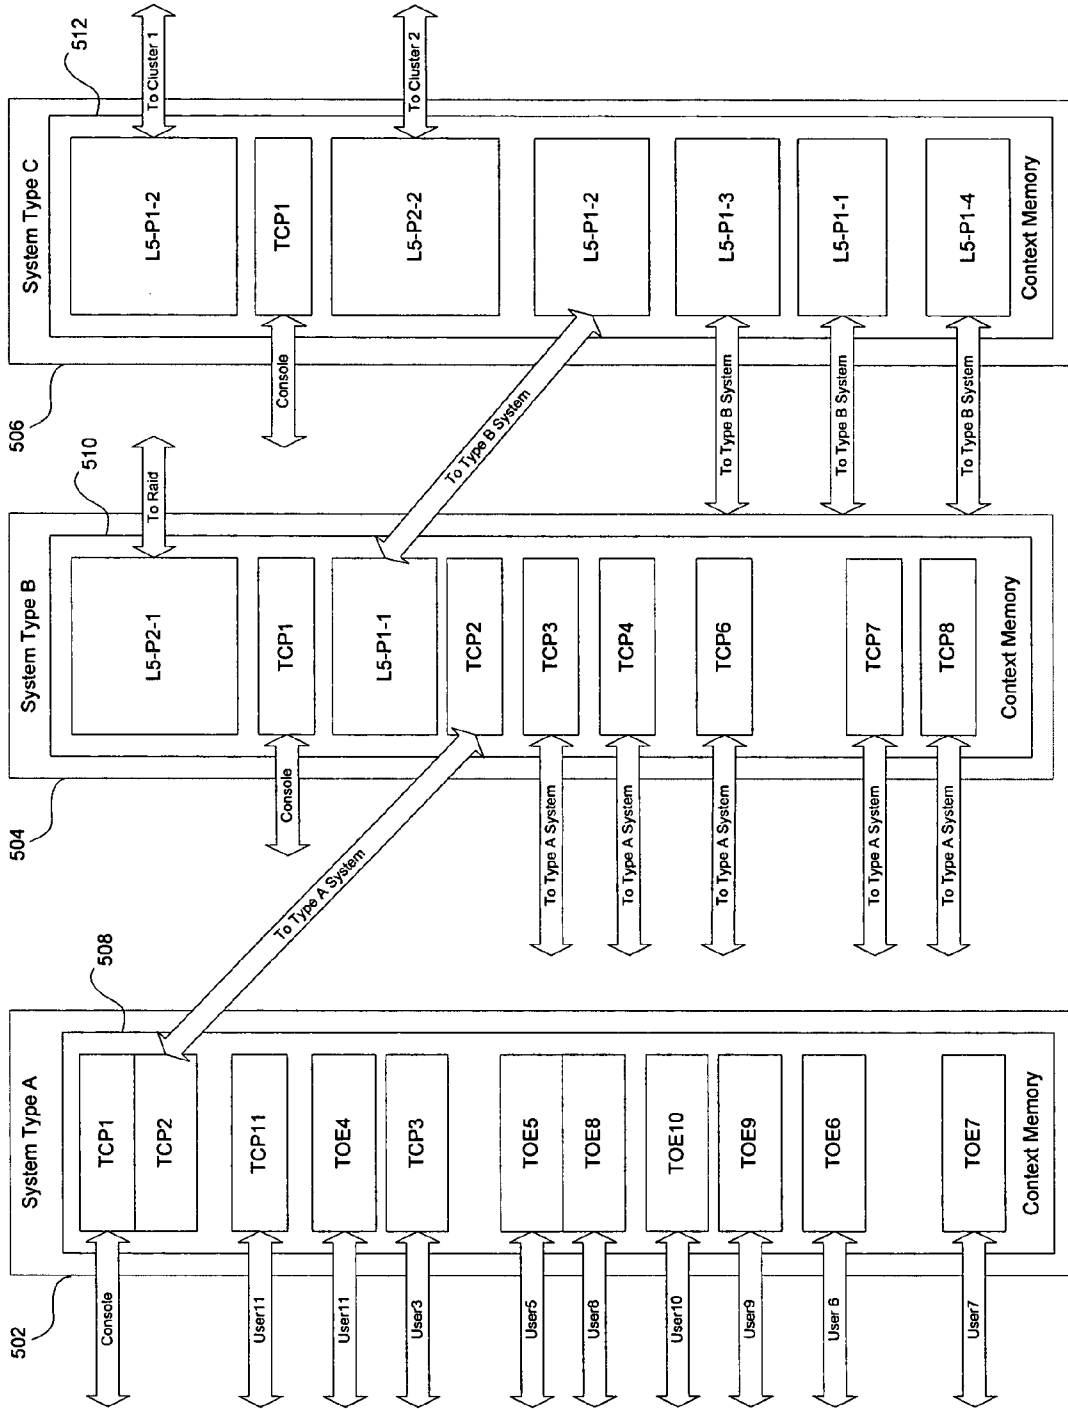 502
System Type A
508
Console
TCP1
TCP2
User11
TCP11
User11
TOE4
User3
TCP3
User5
TOE5
User8
TOE8
User10
TOE10
User9
TOE9
User 6
TOE6
User7
TOE7
Context Memory
To Type A System
504
System Type B
510
L5-P2-1
To Raid
Console
TCP1
L5-P1-1
TCP2
To Type A System
TCP3
To Type A System
TCP4
To Type A System
TCP6
To Type A System
TCP7
To Type A System
TCP8
Context Memory
To Type B System
506
System Type C
512
L5-P1-2
To Cluster 1
Console
TCP1
L5-P2-2
To Cluster 2
L5-P1-2
To Type B System
L5-P1-3
To Type B System
L5-P1-1
To Type B System
L5-P1-4
Context Memory